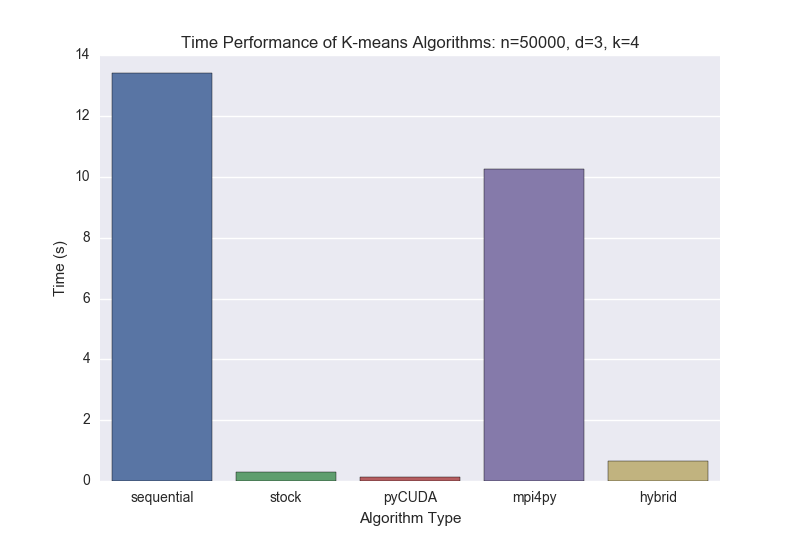 Time Performance of K-means Algorithms: n=50000, d=3, k=4
14
12
10
8
6
4
2
0
Time (s)
sequential stock pyCUDA mpi4py hybrid
Algorithm Type